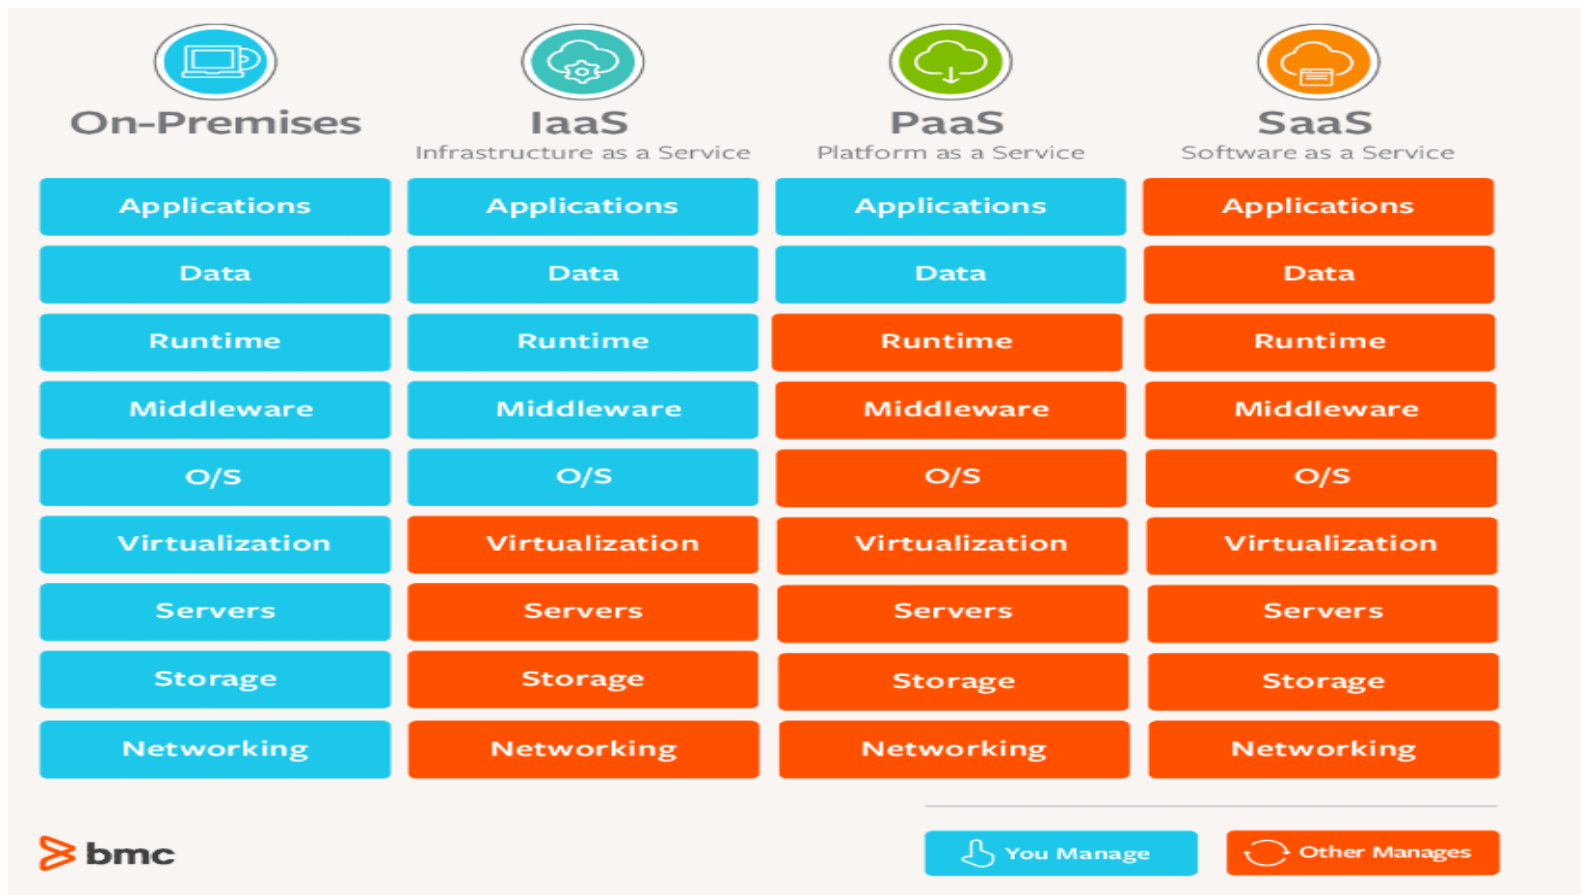 On-Premises
IaaS
Infrastructure as a Service
PaaS
Platform as a Service
SaaS
Software as a Service
Applications
Applications
Applications
Applications
Data
Data
Data
Data
Runtime
Runtime
Runtime
Runtime
Middleware
Middleware
Middleware
Middleware
O/S
O/S
O/S
O/S
Virtualization
Virtualization
Virtualization
Virtualization
Servers
Servers
Servers
Servers
Storage
Storage
Storage
Storage
Networking
Networking
Networking
Networking
bmc
You Manage
Other Manages